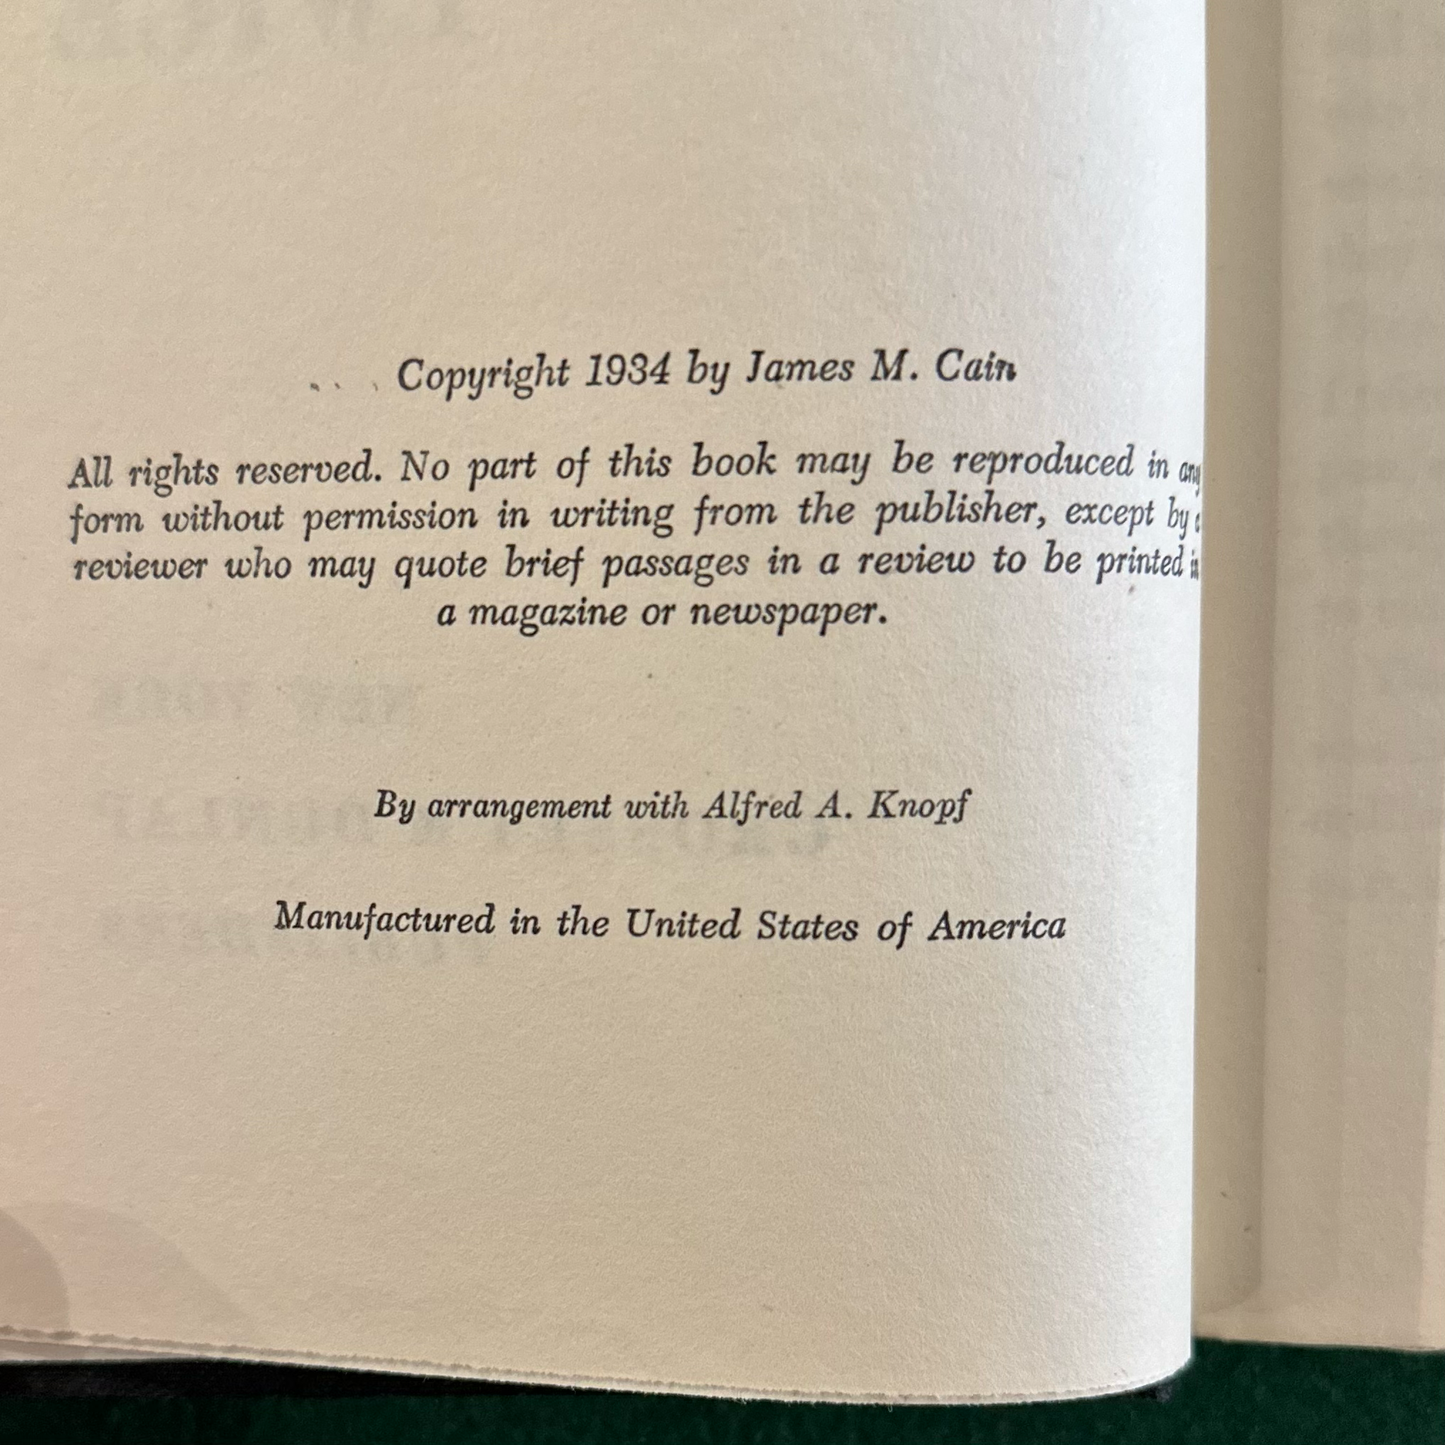 Copyright 1934 by James M. Cain
All rights reserved. No part of this book may be reproduced in any
form without permission in writing from the publisher, except by a
reviewer who may quote brief passages in a review to be printed in
a magazine or newspaper.
By arrangement with Alfred A. Knopf
Manufactured in the United States of America